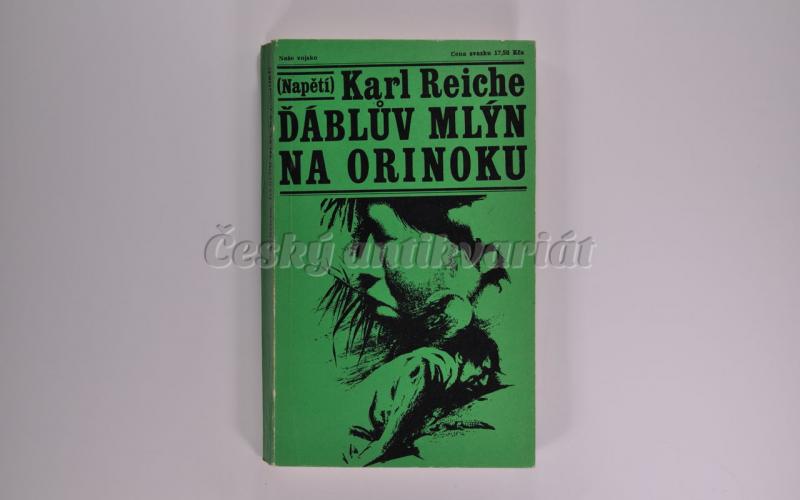 Naše vojsko
Cena svazku 17,50 Kčs
(Napětí) Karl Reiche
ĎÁBLŮV MLÝN
NA ORINOKU
Český antikvariát